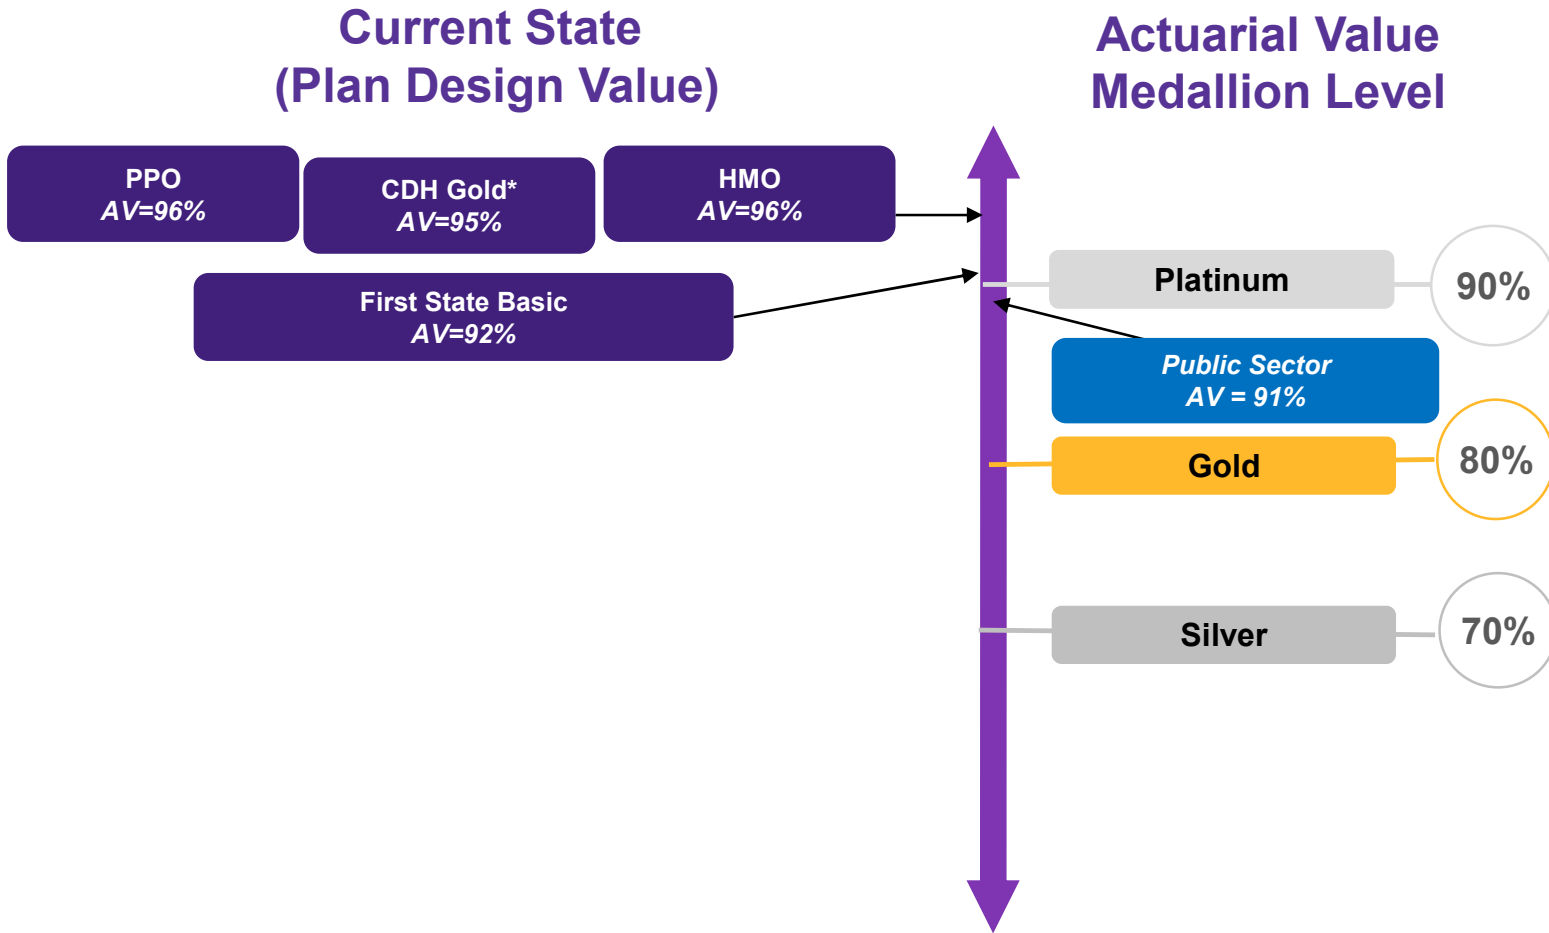 Current State
(Plan Design Value)
Actuarial Value
Medallion Level
PPO
AV=96%
CDH Gold*
AV=95%
HMO
AV=96%
First State Basic
AV=92%
Platinum
90%
Public Sector
AV = 91%
Gold
80%
Silver
70%